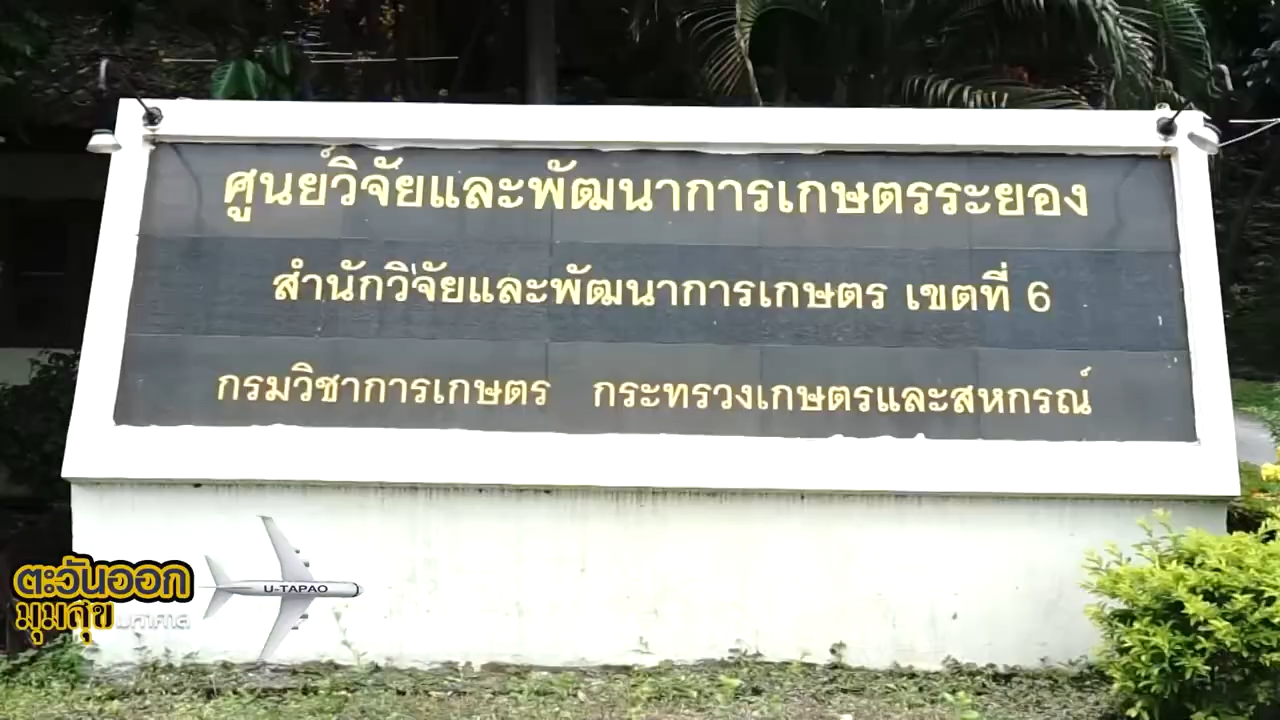 ศูนย์วิจัยและพัฒนาการเกษตรระยอง
สำนักวิจัยและพัฒนาการเกษตร เขตที่ 6
กรมวิชาการเกษตร กระทรวงเกษตรและสหกรณ์
ตะวันออก
มุมสุข
U-TAPAO